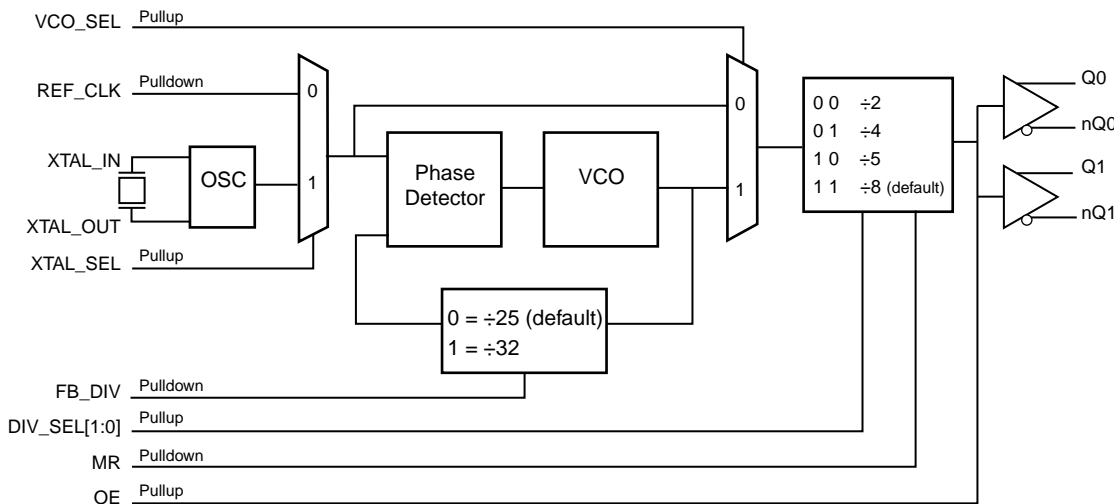 VCO_SEL Pullup
REF_CLK Pulldown
0
XTAL_IN
OSC
1
XTAL_OUT
XTAL_SEL Pullup
Phase
Detector
VCO
0
1
0 0 ÷2
0 1 ÷4
1 0 ÷5
1 1 ÷8 (default)
Q0
nQ0
Q1
nQ1
0 = ÷25 (default)
1 = ÷32
FB_DIV Pulldown
DIV_SEL[1:0] Pullup
MR Pulldown
OE Pullup